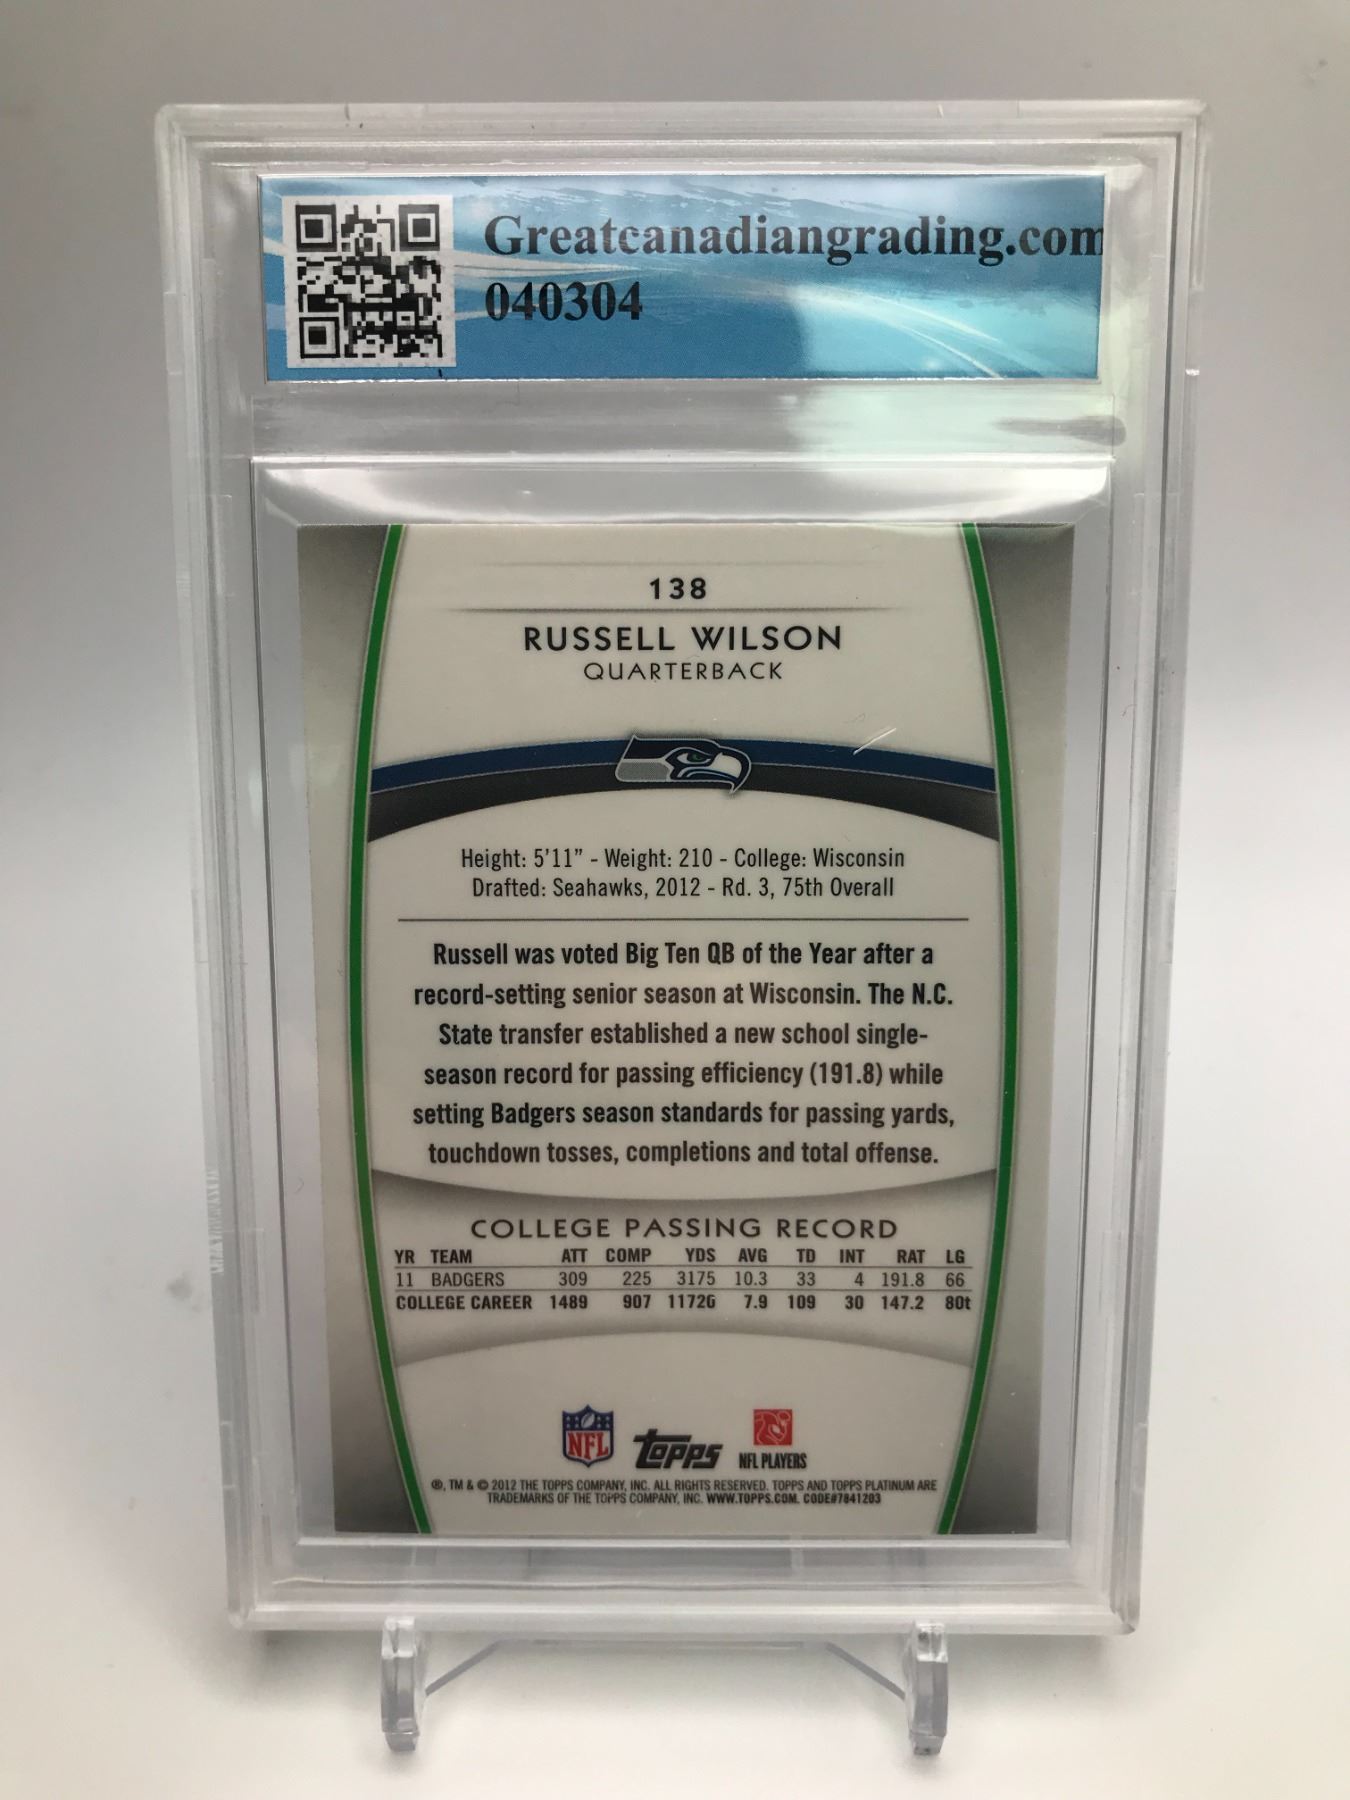 Greatcanadiangrading.com
040304
138
RUSSELL WILSON
QUARTERBACK
Height: 5'11" - Weight: 210 - College: Wisconsin
Drafted: Seahawks, 2012 - Rd. 3, 75th Overall
Russell was voted Big Ten QB of the Year after a
record-setting senior season at Wisconsin. The N.C.
State transfer established a new school single-
season record for passing efficiency (191.8) while
setting Badgers season standards for passing yards,
touchdown tosses, completions and total offense.
COLLEGE PASSING RECORD
YR TEAM ATT COMP YDS AVG TD INT RAT LG
11 BADGERS 309 225 3175 10.3 33 4 191.8 66
COLLEGE CAREER 1489 907 11720 7.9 109 30 147.2 80t
NFL topps NFL PLAYERS
®, TM & © 2012 THE TOPPS COMPANY, INC. ALL RIGHTS RESERVED. TOPPS AND TOPPS PLATINUM ARE
TRADEMARKS OF THE TOPPS COMPANY, INC. WWW.TOPPS.COM. CODE#7841203